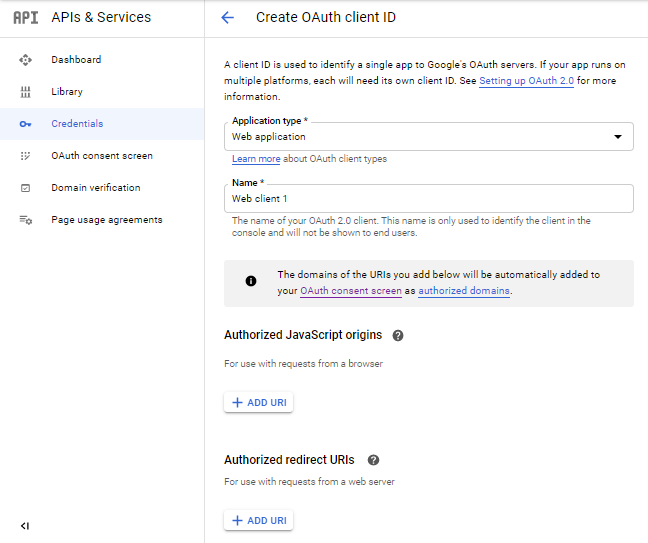 API APIs & Services
Create OAuth client ID
Dashboard
Library
Credentials
OAuth consent screen
Domain verification
Page usage agreements
A client ID is used to identify a single app to Google's OAuth servers. If your app runs on
multiple platforms, each will need its own client ID. See Setting up OAuth 2.0 for more
information.
Application type *
Web application
Learn more about OAuth client types
Name *
Web client 1
The name of your OAuth 2.0 client. This name is only used to identify the client in the
console and will not be shown to end users.
The domains of the URIs you add below will be automatically added to
your OAuth consent screen as authorized domains.
Authorized JavaScript origins
For use with requests from a browser
ADD URI
Authorized redirect URIs
For use with requests from a web server
ADD URI